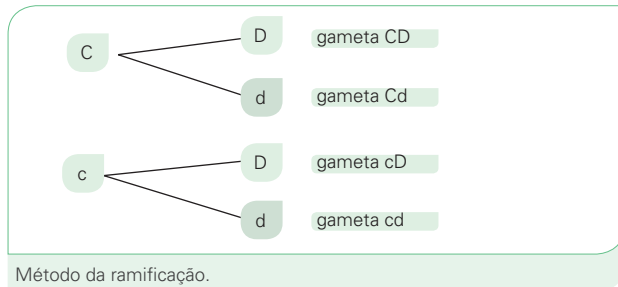 C D gameta CD
d gameta Cd
c D gameta cD
d gameta cd
Método da ramificação.